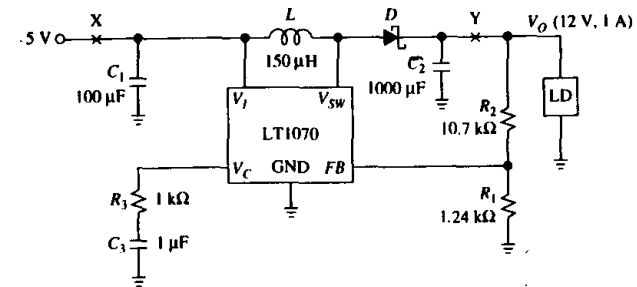 X L D Y V_O (12 V, 1 A)
.5 V
150 μH
C_1
100 μF
C_2
1000 μF
LD
V_I V_SW
R_2
10.7 kΩ
LT1070
V_C GND FB
R_3 1 kΩ
R_1
1.24 kΩ
C_3 1 μF